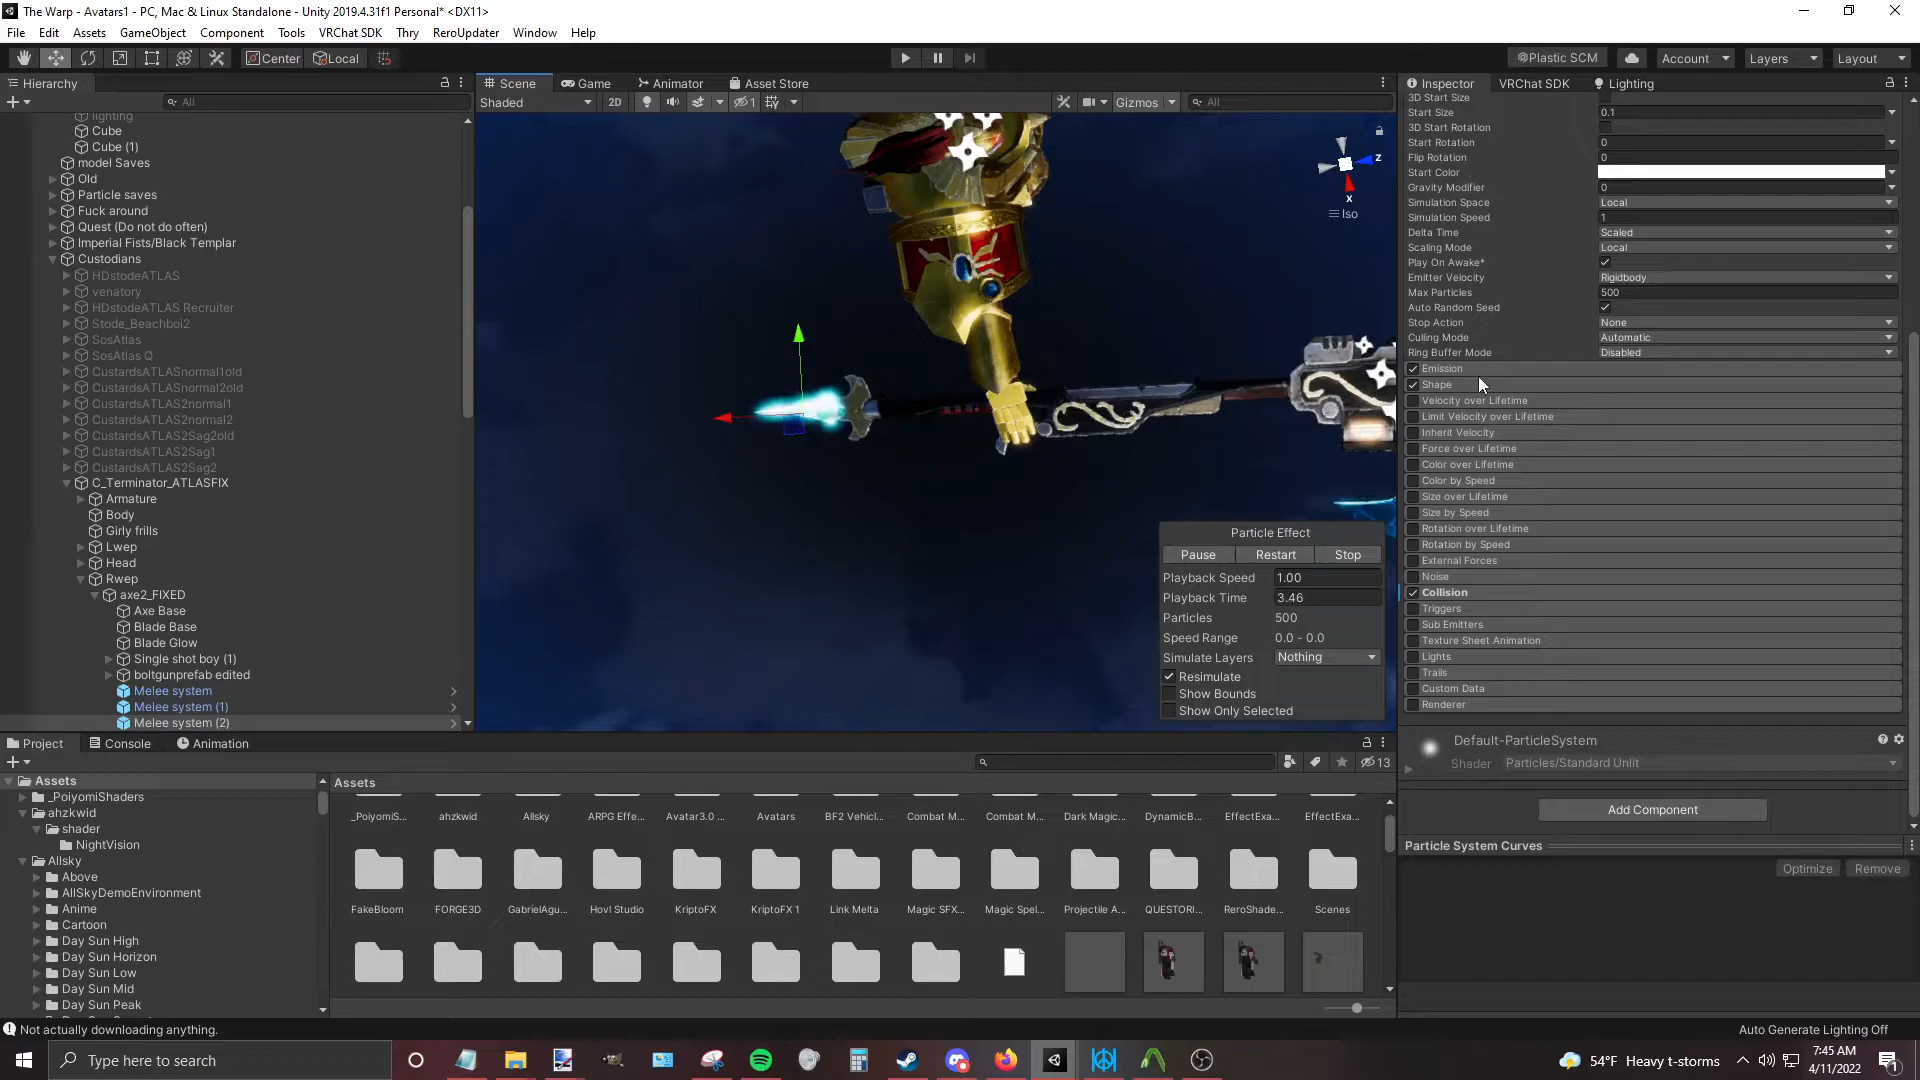 The Warp - Avatars1 - PC, Mac & Linux Standalone - Unity 2019.4.31f1 Personal* <DX11>
File Edit Assets GameObject Component Tools VRChat SDK Thry ReroUpdater Window Help
Center Local Plastic SCM Account Layers Layout
Hierarchy
All
lighting
Cube
Cube (1)
model Saves
Old
Particle saves
Fuck around
Quest (Do not do often)
Imperial Fists/Black Templar
Custodians
HDstodeATLAS
venatory
HDstodeATLAS Recruiter
Stode_Beachboi2
SosAtlas
SosAtlas Q
CustardsATLASnormal1old
CustardsATLASnormal2old
CustardsATLAS2normal1
CustardsATLAS2normal2
CustardsATLAS2Sag2old
CustardsATLAS2Sag1
CustardsATLAS2Sag2
C_Terminator_ATLASFIX
Armature
Body
Girly frills
Lwep
Head
Rwep
axe2_FIXED
Axe Base
Blade Base
Blade Glow
Single shot boy (1)
boltgunprefab edited
Melee system
Melee system (1)
Melee system (2)
Scene Game Animator Asset Store
Shaded 2D 1 Gizmos All
z
x
Iso
Particle Effect
Pause Restart Stop
Playback Speed 1.00
Playback Time 3.46
Particles 500
Speed Range 0.0 - 0.0
Simulate Layers Nothing
Resimulate
Show Bounds
Show Only Selected
Inspector VRChat SDK Lighting
3D Start Size
Start Size 0.1
3D Start Rotation
Start Rotation 0
Flip Rotation 0
Start Color
Gravity Modifier 0
Simulation Space Local
Simulation Speed 1
Delta Time Scaled
Scaling Mode Local
Play On Awake*
Emitter Velocity Rigidbody
Max Particles 500
Auto Random Seed
Stop Action None
Culling Mode Automatic
Ring Buffer Mode Disabled
Emission
Shape
Velocity over Lifetime
Limit Velocity over Lifetime
Inherit Velocity
Force over Lifetime
Color over Lifetime
Color by Speed
Size over Lifetime
Size by Speed
Rotation over Lifetime
Rotation by Speed
External Forces
Noise
Collision
Triggers
Sub Emitters
Texture Sheet Animation
Lights
Trails
Custom Data
Renderer
Default-ParticleSystem
Shader Particles/Standard Unlit
Add Component
Particle System Curves
Optimize Remove
Project Console Animation
13
Assets
_PoiyomiShaders
ahzkwid
shader
NightVision
Allsky
Above
AllSkyDemoEnvironment
Anime
Cartoon
Day Sun High
Day Sun Horizon
Day Sun Low
Day Sun Mid
Day Sun Peak
Assets
_PoiyomiS... ahzkwid Allsky ARPG Effe... Avatar3.0 ... Avatars BF2 Vehicl... Combat M... Combat M... Dark Magic... DynamicB... EffectExa... EffectExa...
FakeBloom FORGE3D GabrielAgu... Hovl Studio KriptoFX KriptoFX 1 Link Melta Magic SFX... Magic Spel... Projectile A... QUESTORI... ReroShade... Scenes
Not actually downloading anything.
Auto Generate Lighting Off
Type here to search
54°F Heavy t-storms
7:45 AM
4/11/2022
1